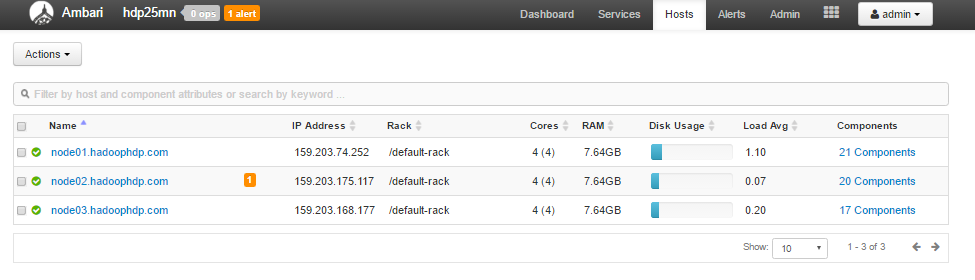 Ambari hdp25mn 0 ops 1 alert Dashboard Services Hosts Alerts Admin admin
Actions
Filter by host and component attributes or search by keyword ...
Name IP Address Rack Cores RAM Disk Usage Load Avg Components
node01.hadoophdp.com 159.203.74.252 /default-rack 4 (4) 7.64GB 1.10 21 Components
node02.hadoophdp.com 1 159.203.175.117 /default-rack 4 (4) 7.64GB 0.07 20 Components
node03.hadoophdp.com 159.203.168.177 /default-rack 4 (4) 7.64GB 0.20 17 Components
Show: 10 1 - 3 of 3